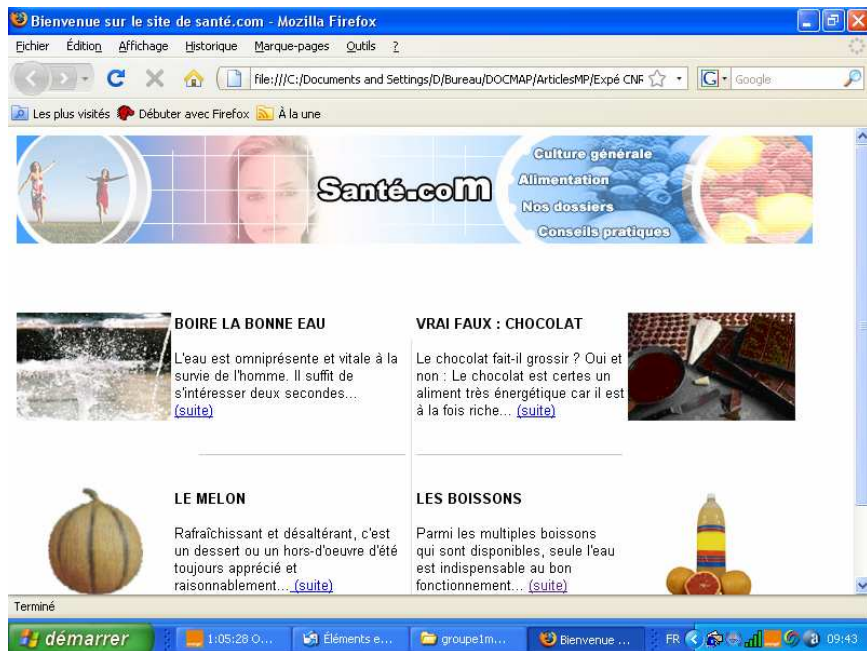 Bienvenue sur le site de santé.com - Mozilla Firefox
Fichier Édition Affichage Historique Marque-pages Outils ?
file:///C:/Documents and Settings/D/Bureau/DOCMAP/ArticlesMP/Expé CNR
G Google
Les plus visités Débuter avec Firefox À la une
Santé.com
Culture générale
Alimentation
Nos dossiers
Conseils pratiques
BOIRE LA BONNE EAU
L'eau est omniprésente et vitale à la
survie de l'homme. Il suffit de
s'intéresser deux secondes...
(suite)
VRAI FAUX : CHOCOLAT
Le chocolat fait-il grossir ? Oui et
non : Le chocolat est certes un
aliment très énergétique car il est
à la fois riche... (suite)
LE MELON
Rafraîchissant et désaltérant, c'est
un dessert ou un hors-d'oeuvre d'été
toujours apprécié et
raisonnablement... (suite)
LES BOISSONS
Parmi les multiples boissons
qui sont disponibles, seule l'eau
est indispensable au bon
fonctionnement... (suite)
Terminé
démarrer 1:05:28 O... Éléments e... groupe1m... Bienvenue ... FR 09:43